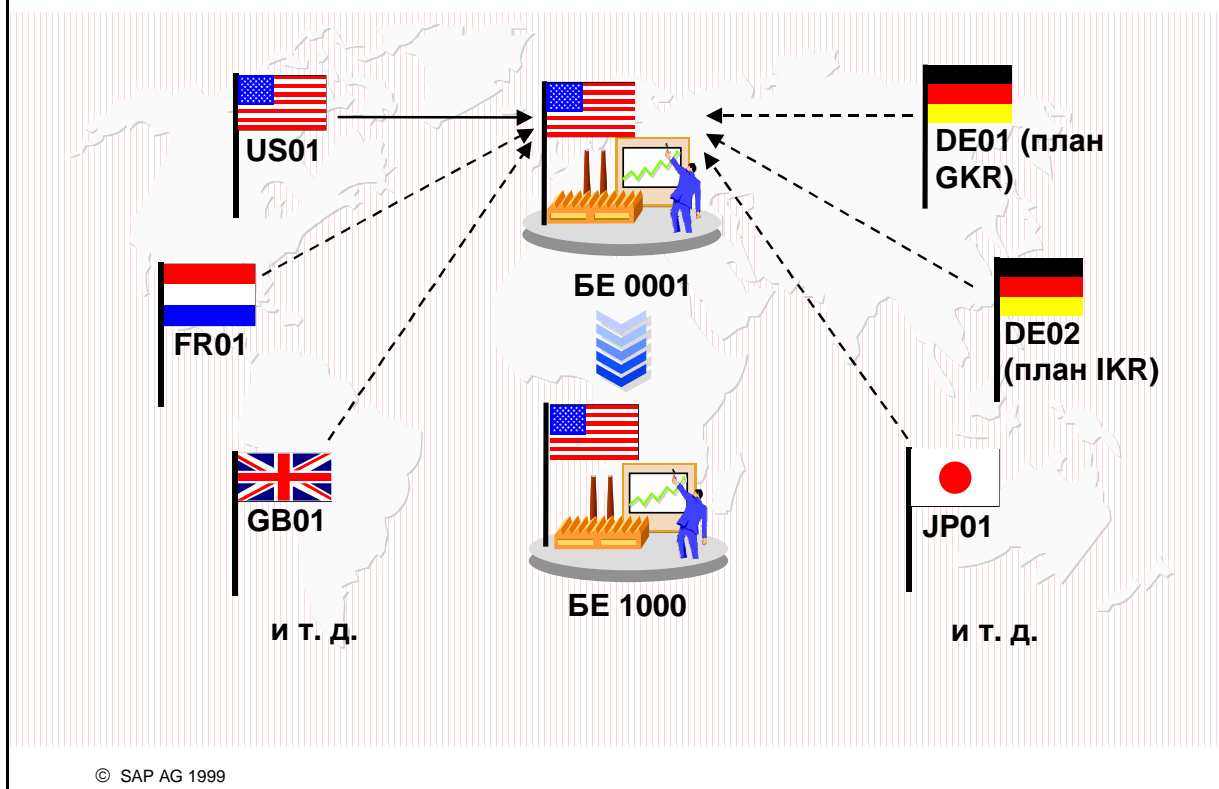 US01
DE01 (план
GKR)
БЕ 0001
FR01
DE02
(план IKR)
GB01
JP01
БЕ 1000
и т. д.
и т. д.
© SAP AG 1999